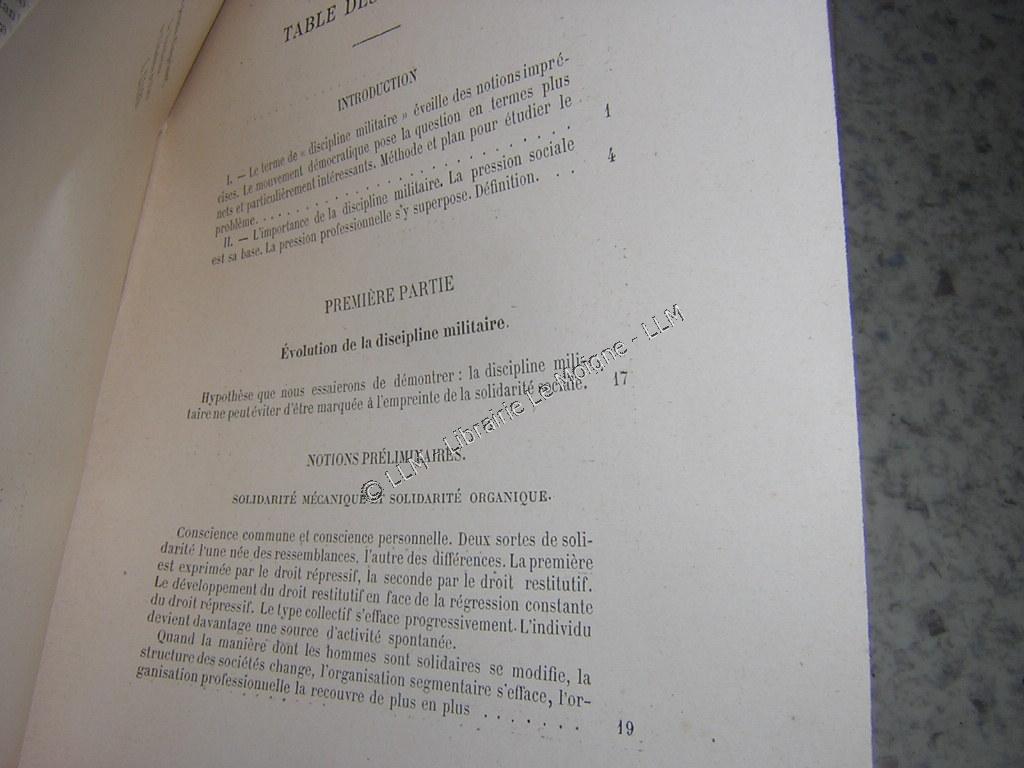 TABLE DES
INTRODUCTION
I. — Le terme de « discipline militaire » éveille des notions impré-
cises. Le mouvement démocratique pose la question en termes plus
nets et particulièrement intéressants. Méthode et plan pour étudier le
problème. . . . . . . . . . . . . . . . . . . . . . . . . 1
II. — L'importance de la discipline militaire. La pression sociale
est sa base. La pression professionnelle s'y superpose. Définition. . . 4
PREMIÈRE PARTIE
Évolution de la discipline militaire.
Hypothèse que nous essaierons de démontrer : la discipline mili-
taire ne peut éviter d'être marquée à l'empreinte de la solidarité sociale. 17
NOTIONS PRÉLIMINAIRES.
SOLIDARITÉ MÉCANIQUE ET SOLIDARITÉ ORGANIQUE.
Conscience commune et conscience personnelle. Deux sortes de soli-
darité l'une née des ressemblances, l'autre des différences. La première
est exprimée par le droit répressif, la seconde par le droit restitutif.
Le développement du droit restitutif en face de la régression constante
du droit répressif. Le type collectif s'efface progressivement. L'individu
devient davantage une source d'activité spontanée.
Quand la manière dont les hommes sont solidaires se modifie, la
structure des sociétés change, l'organisation segmentaire s'efface, l'or-
ganisation professionnelle la recouvre de plus en plus . . . . . . . 19
© LLM - Librairie Le Moigne - LLM